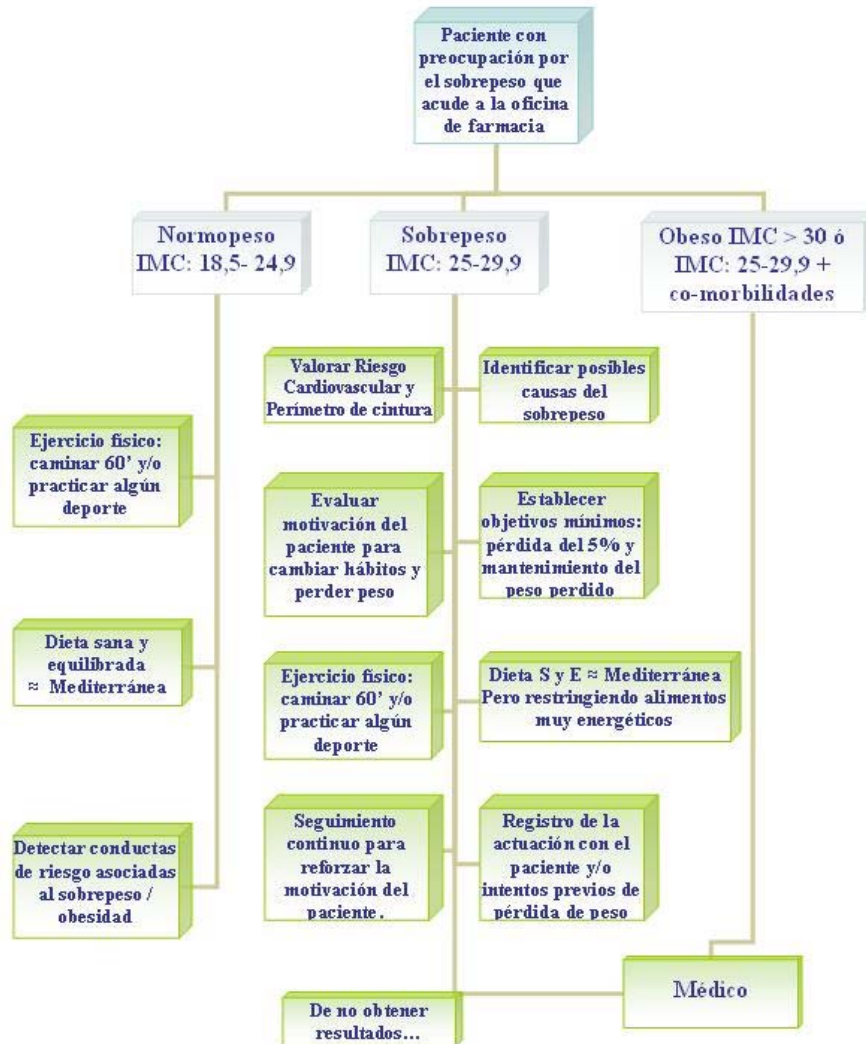 Paciente con
preocupación por
el sobrepeso que
acude a la oficina
de farmacia
Normopeso
IMC: 18,5- 24,9
Sobrepeso
IMC: 25-29,9
Obeso IMC > 30 ó
IMC: 25-29,9 +
co-morbilidades
Valorar Riesgo
Cardiovascular y
Perímetro de cintura
Identificar posibles
causas del
sobrepeso
Ejercicio físico:
caminar 60' y/o
practicar algún
deporte
Evaluar
motivación del
paciente para
cambiar hábitos y
perder peso
Establecer
objetivos mínimos:
pérdida del 5% y
mantenimiento del
peso perdido
Dieta sana y
equilibrada
≈ Mediterránea
Ejercicio físico:
caminar 60' y/o
practicar algún
deporte
Dieta S y E ≈ Mediterránea
Pero restringiendo alimentos
muy energéticos
Detectar conductas
de riesgo asociadas
al sobrepeso /
obesidad
Seguimiento
continuo para
reforzar la
motivación del
paciente.
Registro de la
actuación con el
paciente y/o
intentos previos de
pérdida de peso
Médico
De no obtener
resultados...